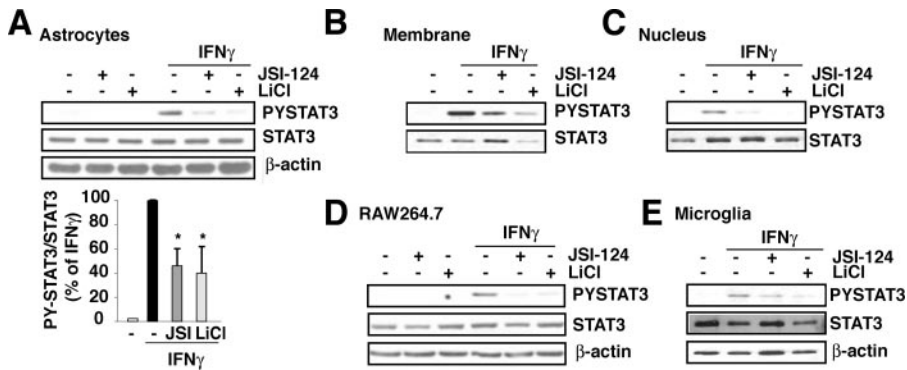 A Astrocytes
IFNγ
- + - - + - JSI-124
- - + - - + LiCl
PYSTAT3
STAT3
β-actin
PY-STAT3/STAT3
(% of IFNγ)
100
80
60
40
20
0
- - JSI LiCl
IFNγ
B Membrane
IFNγ
- - + - JSI-124
- - - + LiCl
PYSTAT3
STAT3
C Nucleus
IFNγ
- - + - JSI-124
- - - + LiCl
PYSTAT3
STAT3
D RAW264.7
IFNγ
- + - - + - JSI-124
- - + - - + LiCl
PYSTAT3
STAT3
β-actin
E Microglia
IFNγ
- - + - JSI-124
- - - + LiCl
PYSTAT3
STAT3
β-actin